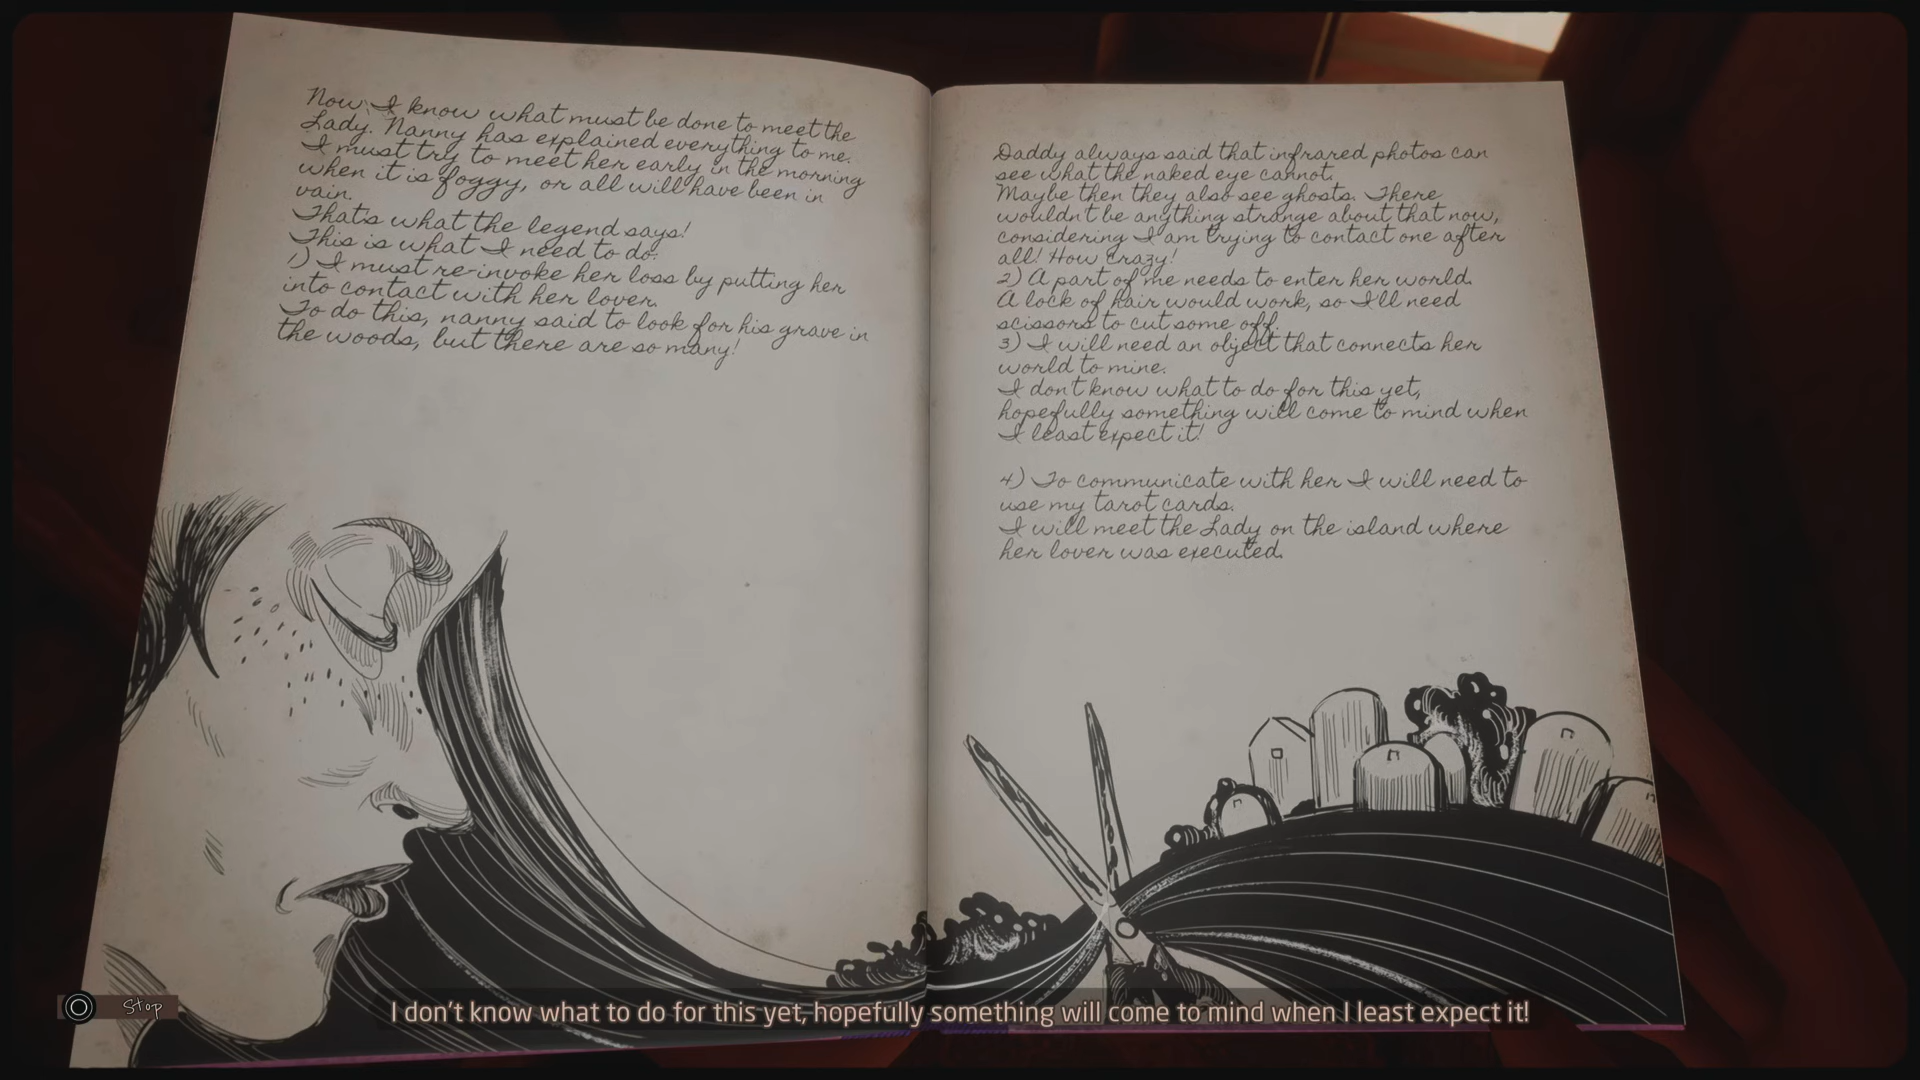 Now, I know what must be done to meet the
Lady. Nanny has explained everything to me.
I must try to meet her early in the morning
when it is foggy, or all will have been in
vain.
That's what the legend says!
This is what I need to do:
1) I must re-invoke her loss by putting her
into contact with her lover.
To do this, nanny said to look for his grave in
the woods, but there are so many!
Daddy always said that infrared photos can
see what the naked eye cannot.
Maybe then they also see ghosts. There
wouldn't be anything strange about that now,
considering I am trying to contact one after
all! How crazy!
2) A part of me needs to enter her world.
A lock of hair would work, so I'll need
scissors to cut some off.
3) I will need an object that connects her
world to mine.
I don't know what to do for this yet,
hopefully something will come to mind when
I least expect it!
4) To communicate with her I will need to
use my tarot cards.
I will meet the Lady on the island where
her lover was executed.
Stop
I don't know what to do for this yet, hopefully something will come to mind when I least expect it!